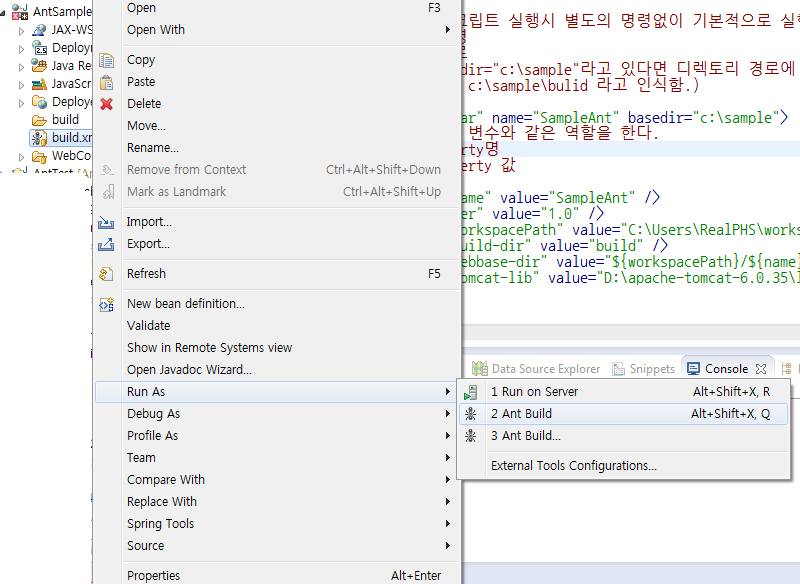 AntSample
JAX-WS
Deploym
Java Re
JavaScr
Deploye
build
build.xm
WebCo
AntTest
Open F3
Open With
Copy
Paste
Delete
Move...
Rename...
Remove from Context Ctrl+Alt+Shift+Down
Mark as Landmark Ctrl+Alt+Shift+Up
Import...
Export...
Refresh F5
New bean definition...
Validate
Show in Remote Systems view
Open Javadoc Wizard...
Run As
Debug As
Profile As
Team
Compare With
Replace With
Spring Tools
Source
Properties Alt+Enter
크립트 실행시 별도의 명령없이 기본적으로 실행
dir="c:\sample"라고 있다면 디렉토리 경로에
c:\sample\bulid 라고 인식함.)
ar" name="SampleAnt" basedir="c:\sample">
변수와 같은 역할을 한다.
rty명
erty 값
ame" value="SampleAnt" />
er" value="1.0" />
orkspacePath" value="C:\Users\RealPHS\works
uild-dir" value="build" />
ebbase-dir" value="${workspacePath}/${name}
omcat-lib" value="D:\apache-tomcat-6.0.35\l
Data Source Explorer Snippets Console
1 Run on Server Alt+Shift+X, R
2 Ant Build Alt+Shift+X, Q
3 Ant Build...
External Tools Configurations...